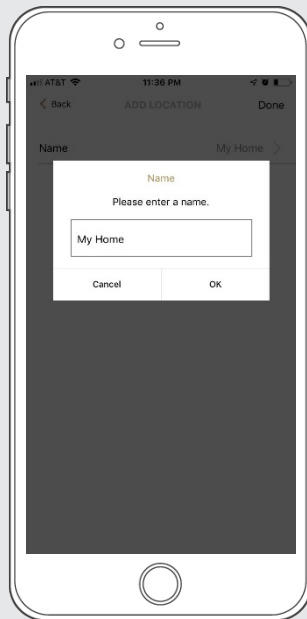 AT&T 11:36 PM
Back ADD LOCATION Done
Name My Home
Name
Please enter a name.
My Home
Cancel OK